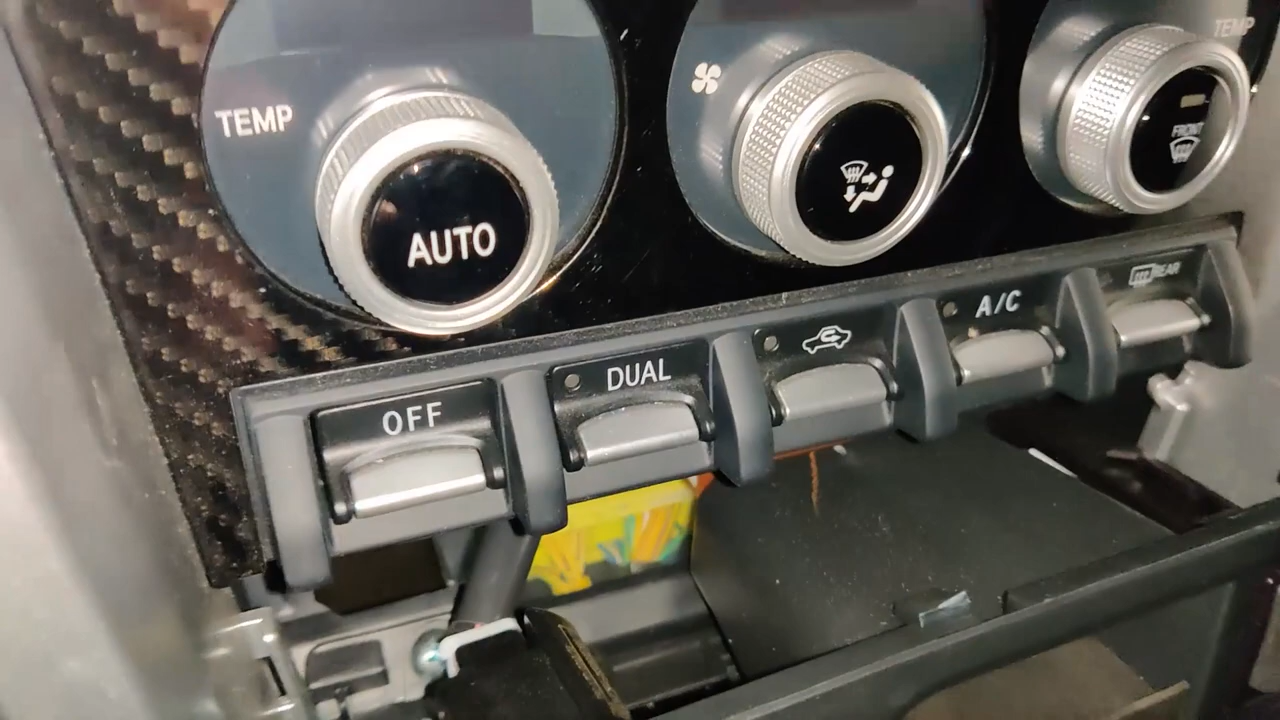 TEMP
AUTO
TEMP
FRONT
OFF
DUAL
A/C
REAR